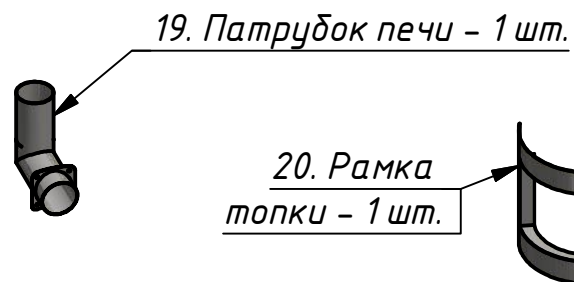 19. Патрубок печи - 1 шт.
20. Рамка
топки - 1 шт.